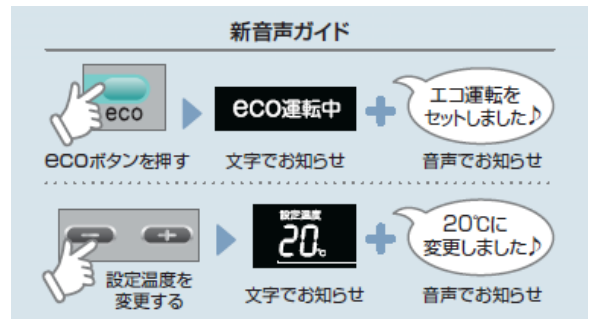 新音声ガイド
eco
eco運転中
エコ運転を
セットしました♪
ecoボタンを押す
文字でお知らせ
音声でお知らせ
設定温度
20℃
20℃に
変更しました♪
設定温度を
変更する
文字でお知らせ
音声でお知らせ